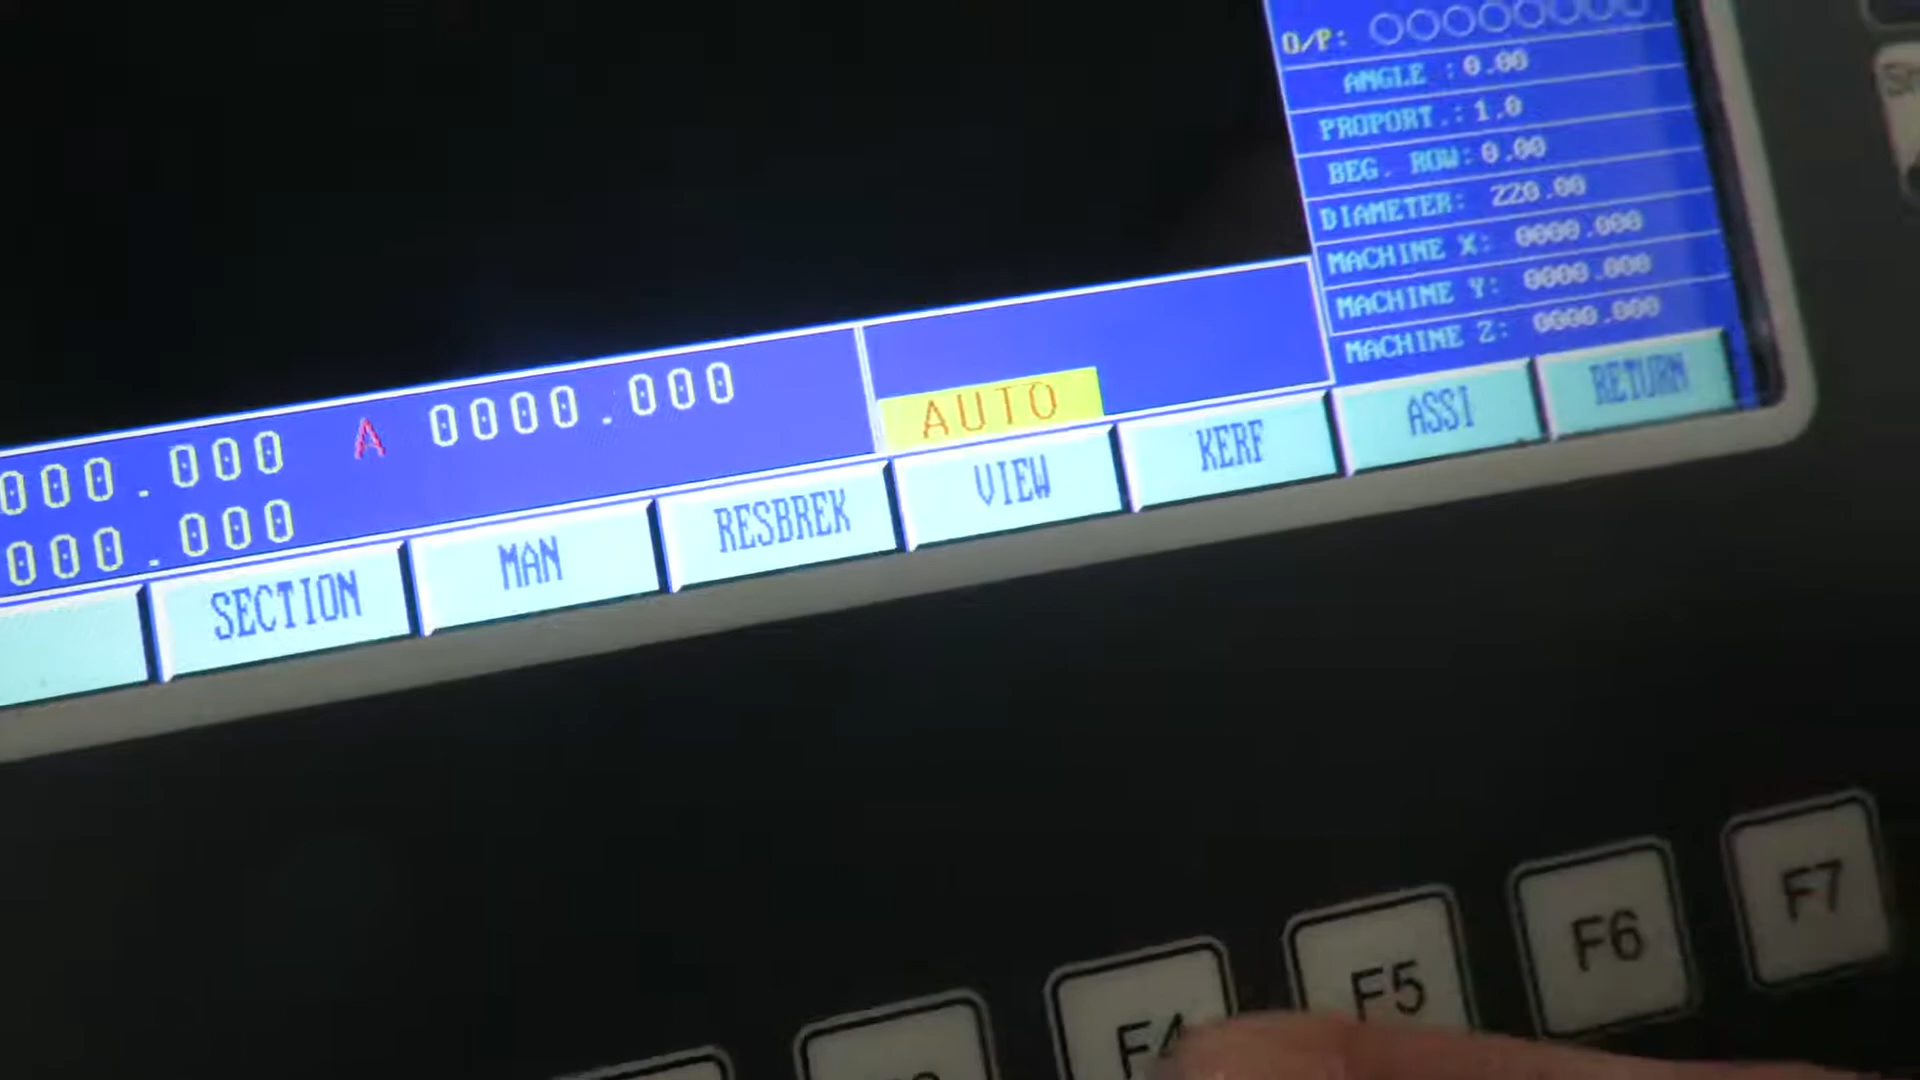 O/P:
ANGLE : 0.00
PROPORT.: 1.0
BEG. ROW: 0.00
DIAMETER: 220.00
MACHINE X: 0000.000
MACHINE Y: 0000.000
MACHINE Z: 0000.000
000.000 A 0000.000
000.000
AUTO
SECTION MAN RESBREK VIEW KERF ASSI RETURN
F4 F5 F6 F7